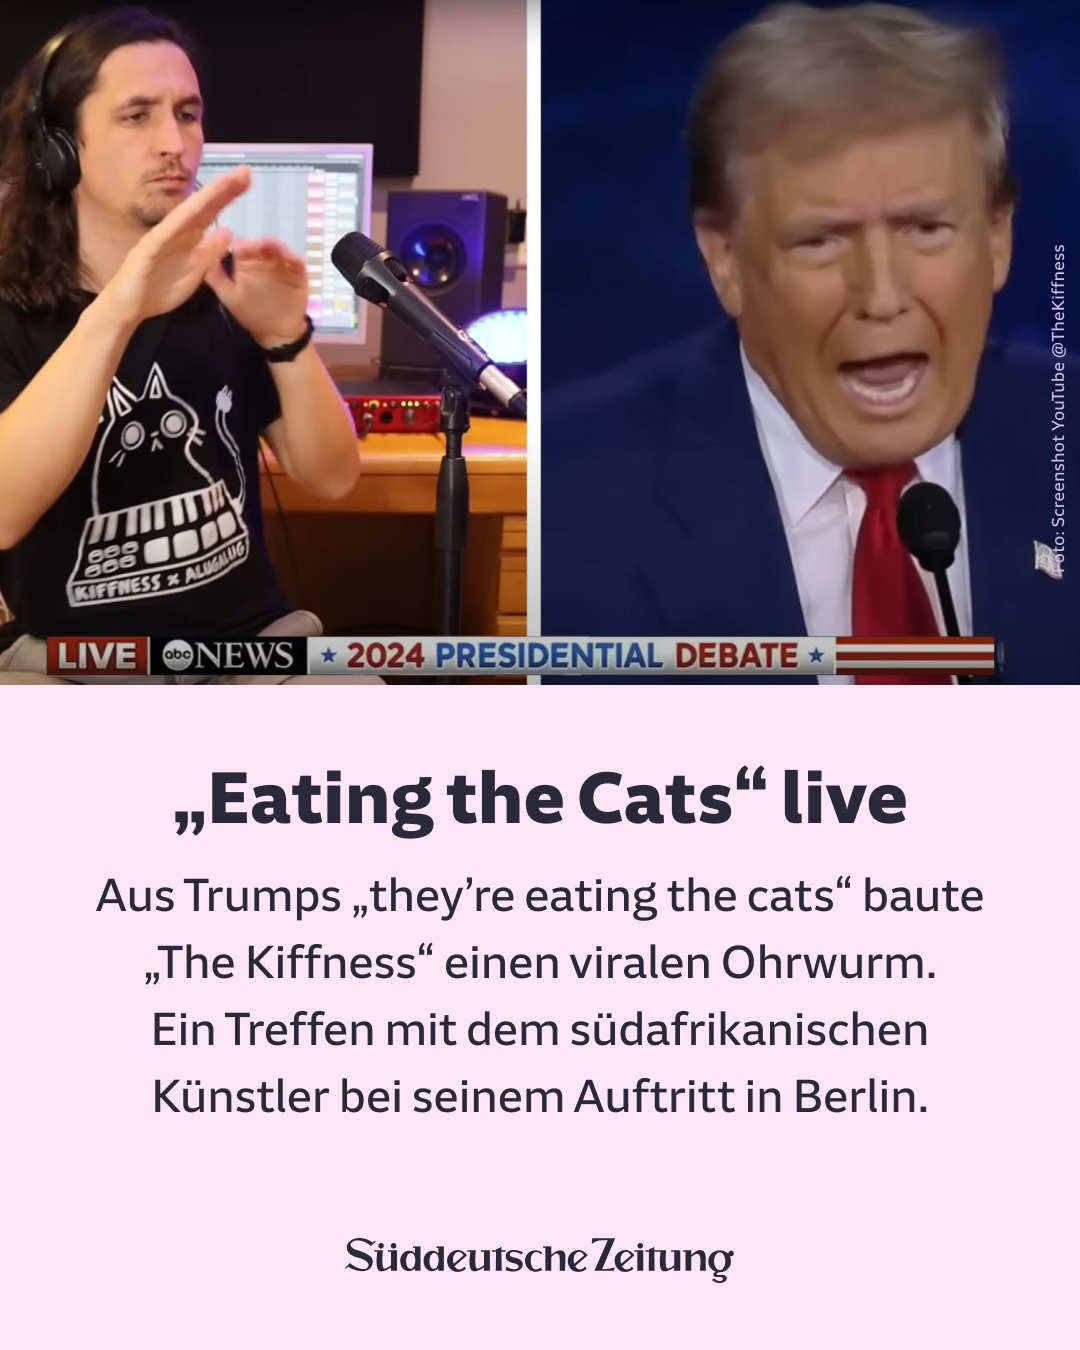 KIFFNESS x ALUGALUG
Foto: Screenshot YouTube @TheKiffness
LIVE abc NEWS ★ 2024 PRESIDENTIAL DEBATE ★
„Eating the Cats“ live
Aus Trumps „they’re eating the cats“ baute
„The Kiffness“ einen viralen Ohrwurm.
Ein Treffen mit dem südafrikanischen
Künstler bei seinem Auftritt in Berlin.
Süddeutsche Zeitung